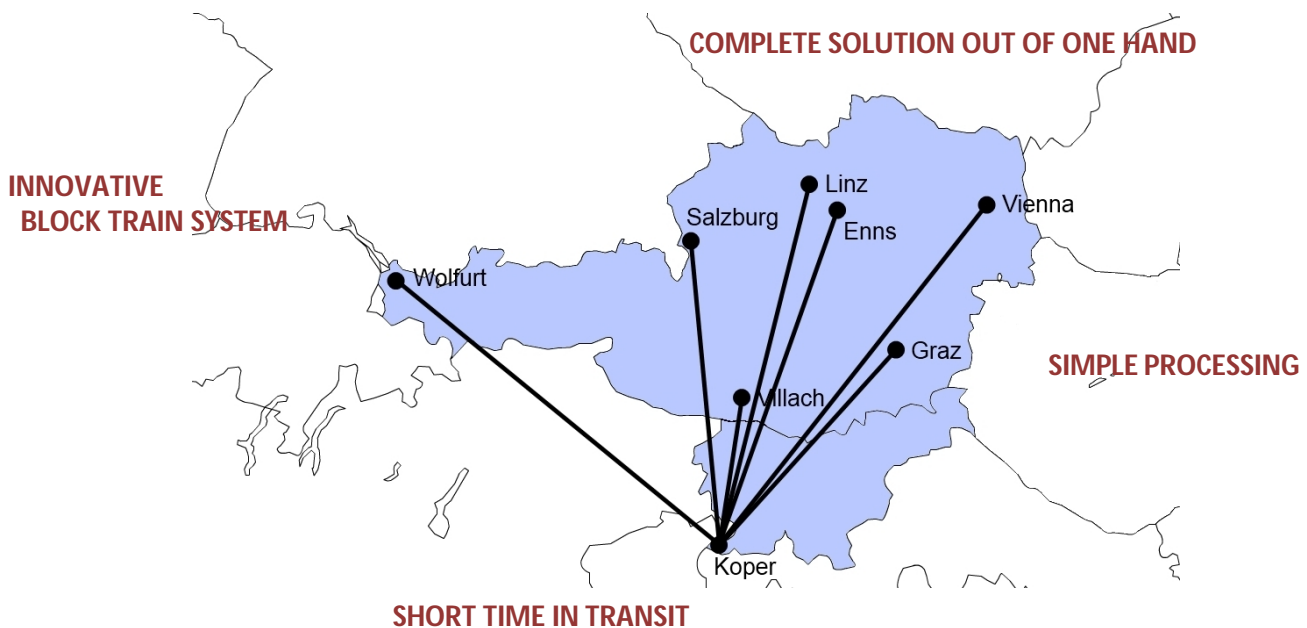 COMPLETE SOLUTION OUT OF ONE HAND
INNOVATIVE
BLOCK TRAIN SYSTEM
Linz
Vienna
Salzburg
Enns
Wolfurt
Graz
SIMPLE PROCESSING
Villach
Koper
SHORT TIME IN TRANSIT